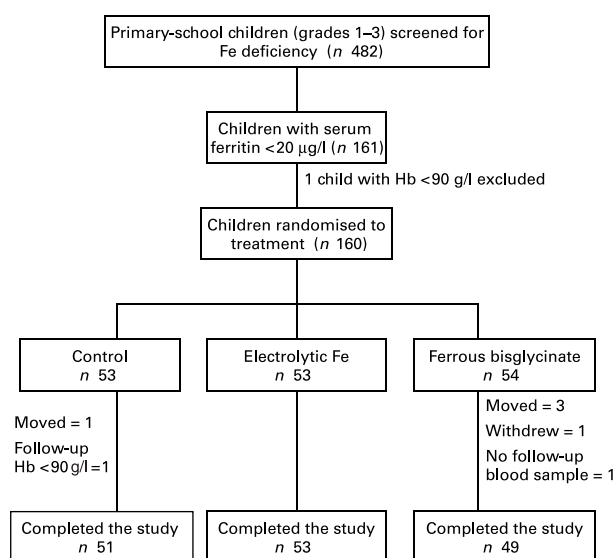 Primary-school children (grades 1–3) screened for
Fe deficiency (n 482)
Children with serum
ferritin <20 µg/l (n 161)
1 child with Hb <90 g/l excluded
Children randomised to
treatment (n 160)
Control
n 53
Electrolytic Fe
n 53
Ferrous bisglycinate
n 54
Moved = 1
Follow-up
Hb <90 g/l=1
Moved = 3
Withdrew = 1
No follow-up
blood sample = 1
Completed the study
n 51
Completed the study
n 53
Completed the study
n 49